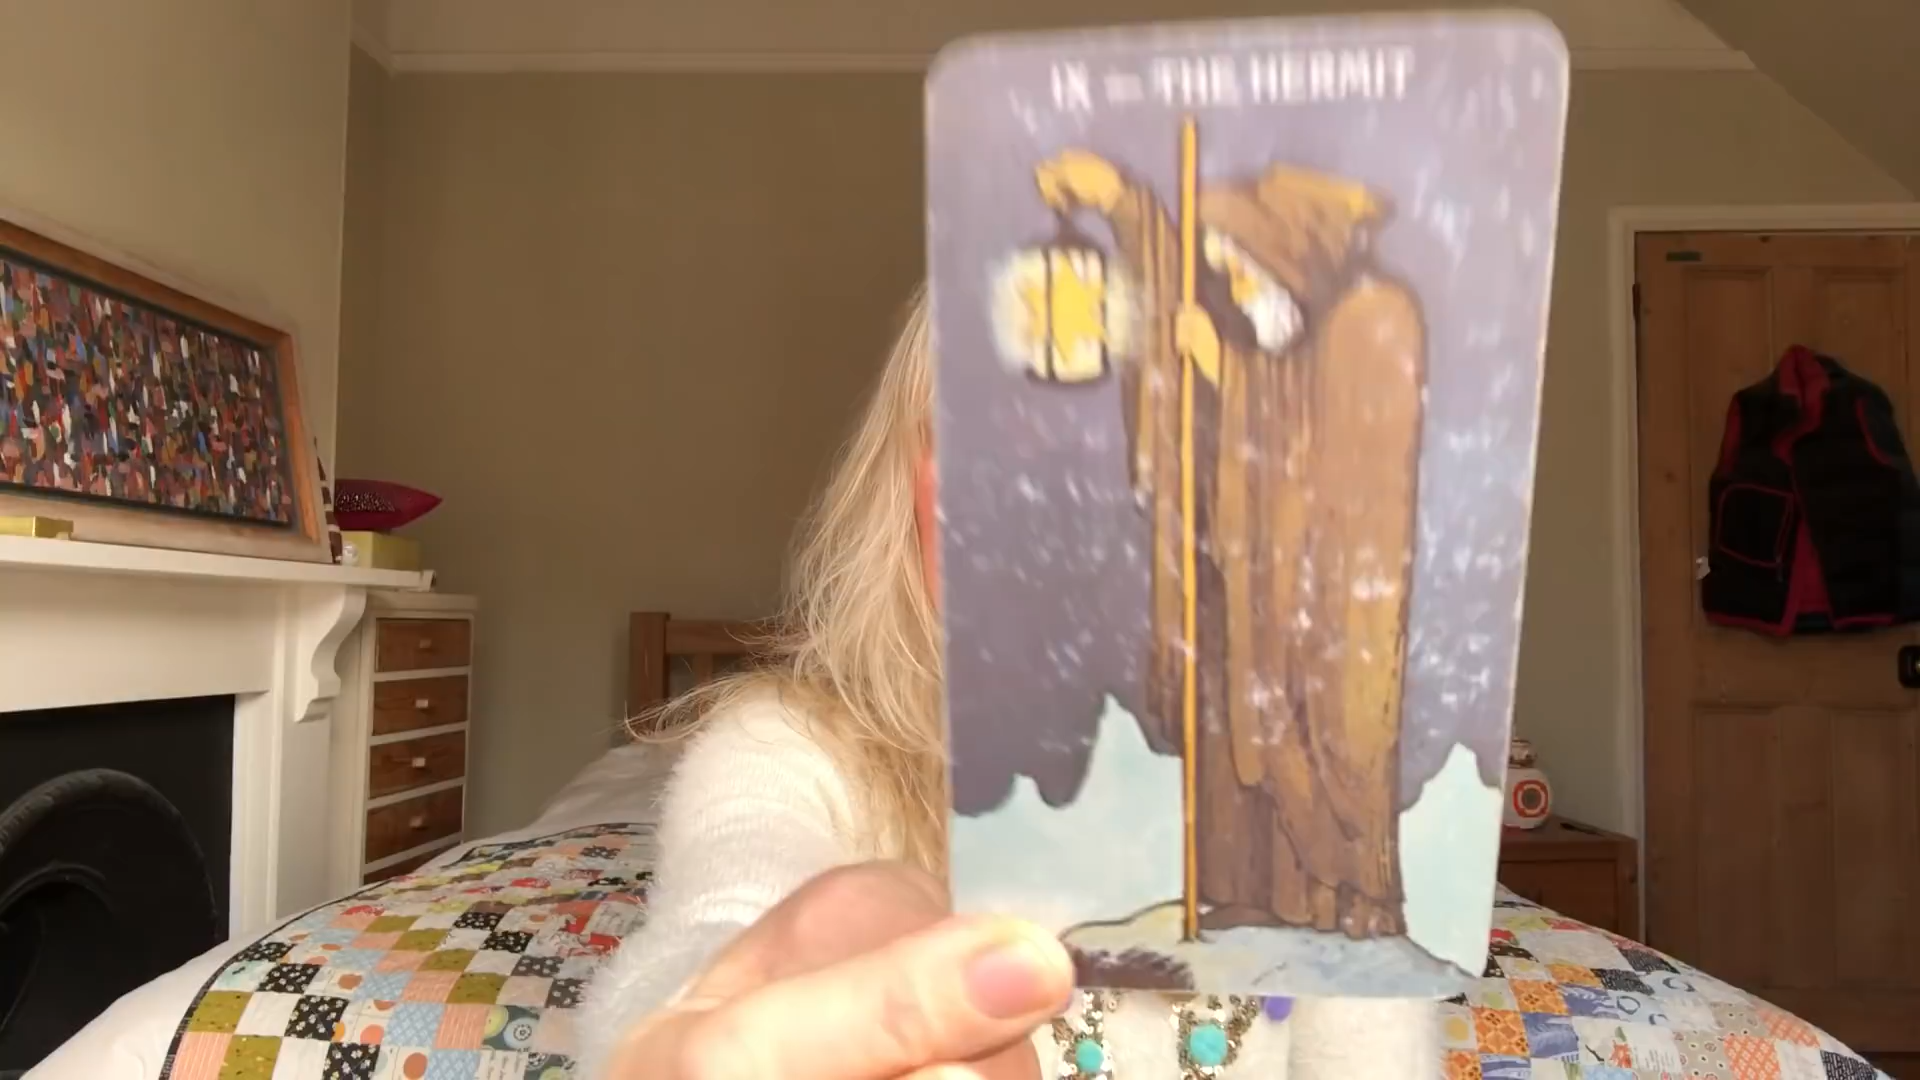 IX — THE HERMIT